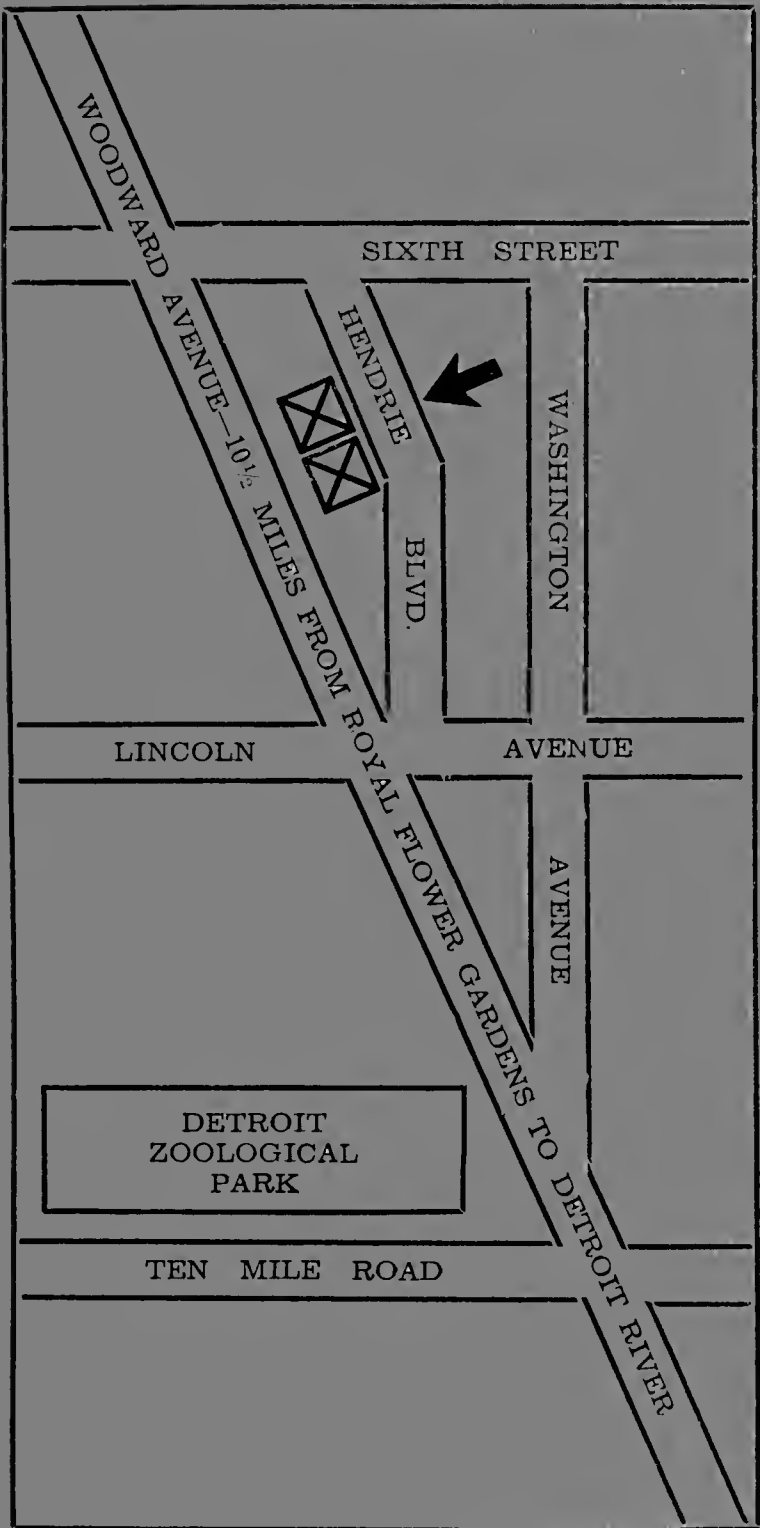 WOODWARD AVENUE—10½ MILES FROM ROYAL FLOWER GARDENS TO DETROIT RIVER
SIXTH STREET
HENDRIE
BLVD.
WASHINGTON
AVENUE
LINCOLN AVENUE
DETROIT
ZOOLOGICAL
PARK
TEN MILE ROAD